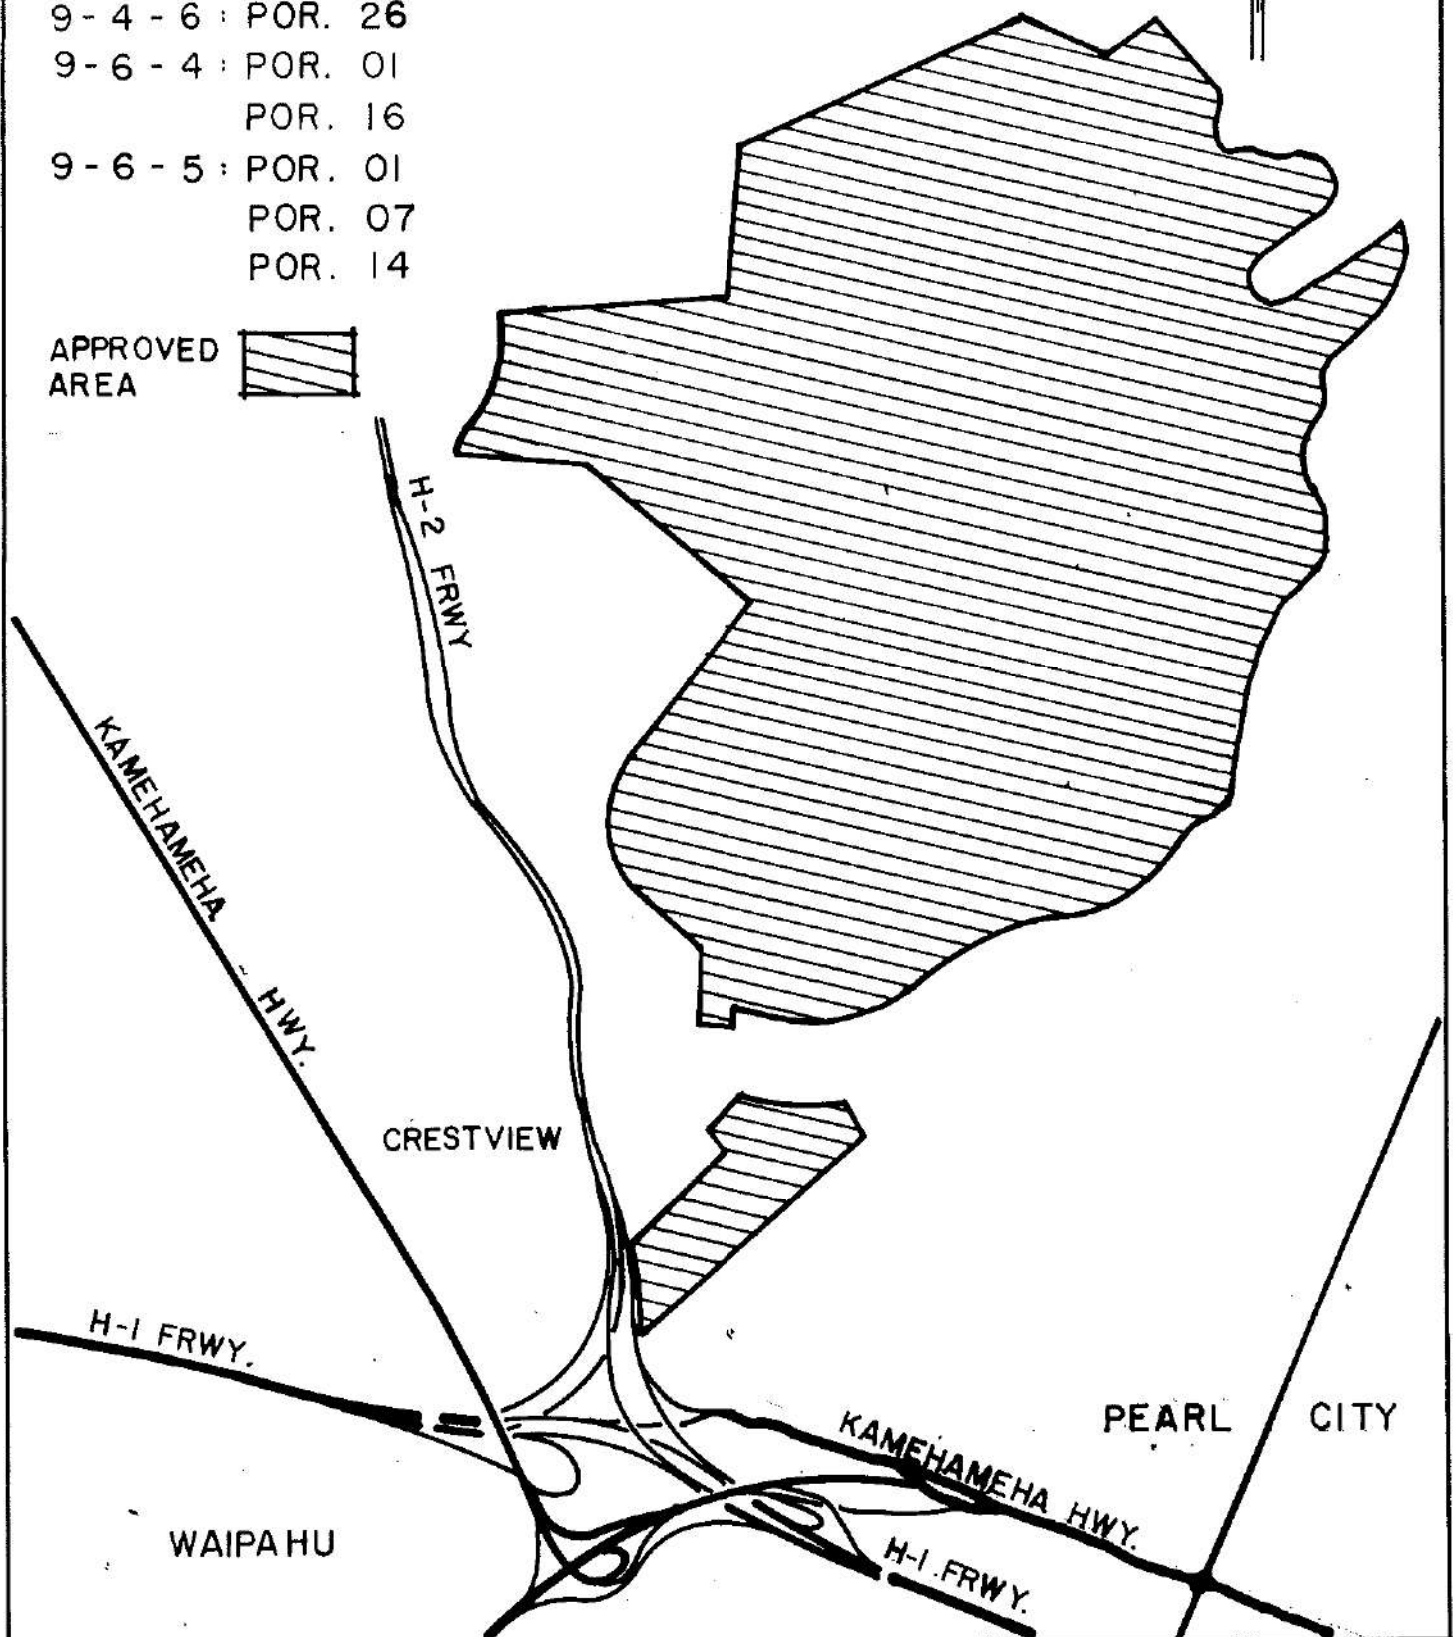 9-4-6: POR. 26
9-6-4: POR. 01
POR. 16
9-6-5: POR. 01
POR. 07
POR. 14
APPROVED
AREA
H-2 FRWY
KAMEHAMEHA HWY.
CRESTVIEW
H-1 FRWY.
PEARL CITY
KAMEHAMEHA HWY.
WAIPAHU
H-1 FRWY.